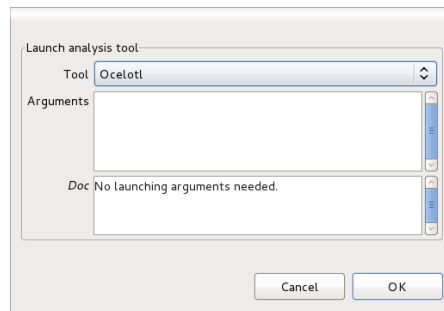 Launch analysis tool
Tool Ocelotl
Arguments
Doc No launching arguments needed.
Cancel OK